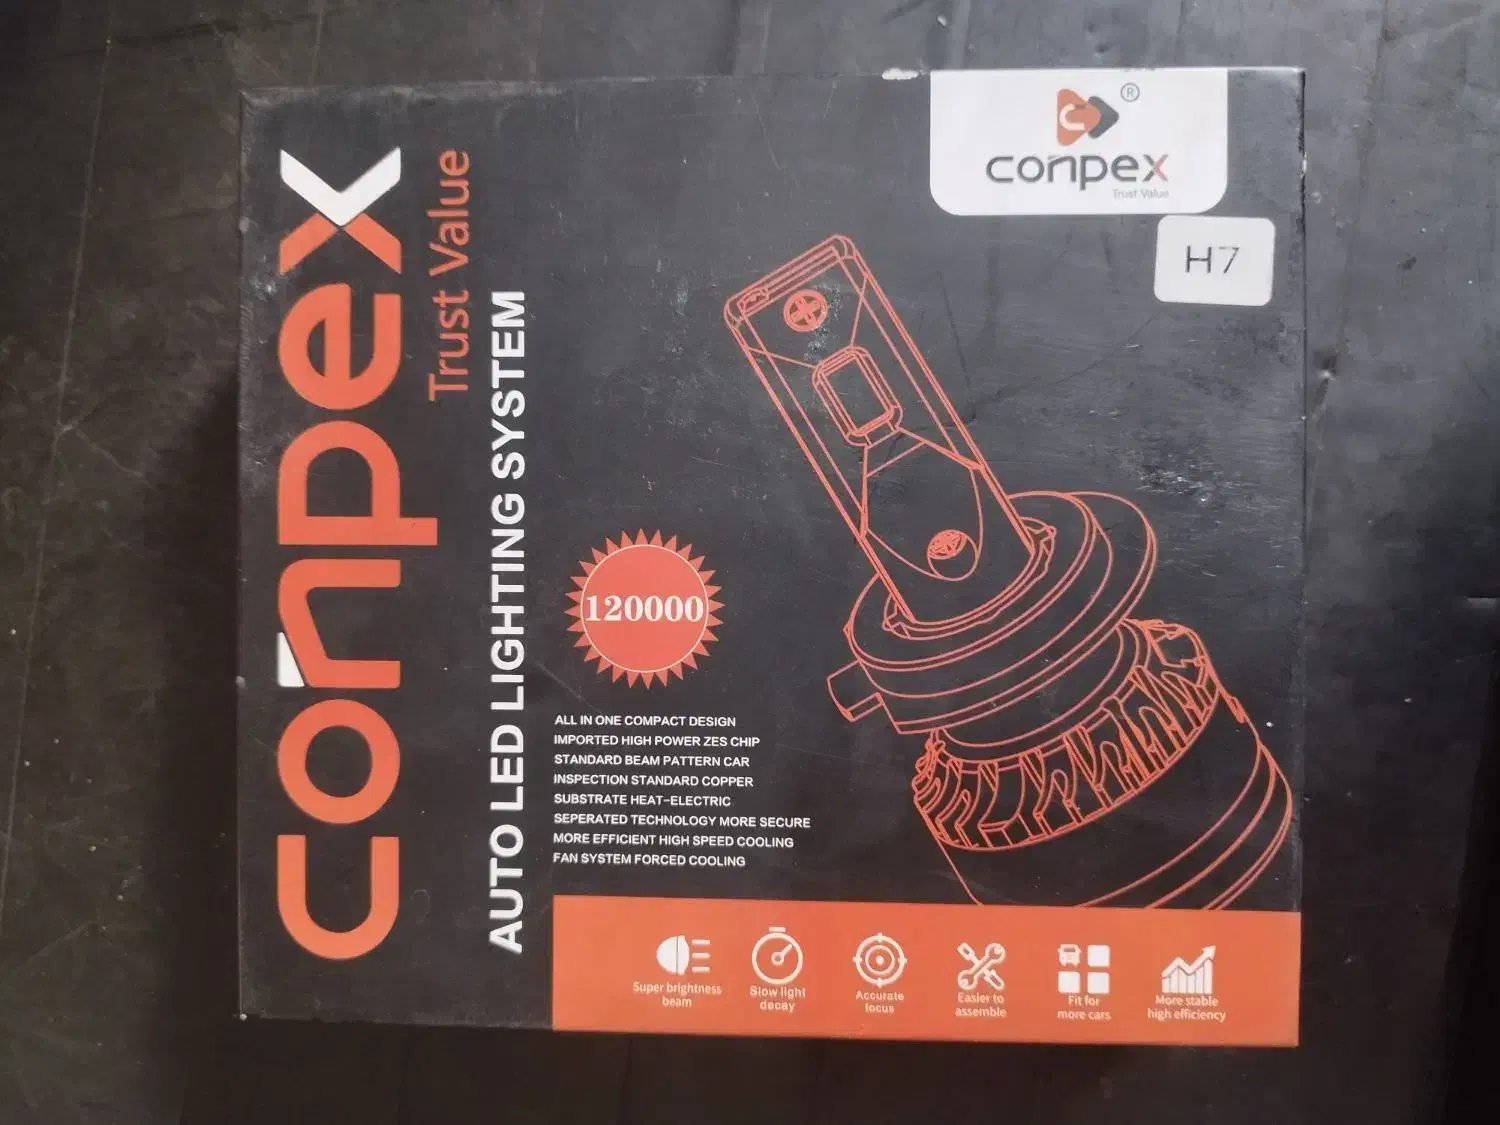 conpex
Trust Value
AUTO LED LIGHTING SYSTEM
C
®
conpex
Trust Value
H7
120000
ALL IN ONE COMPACT DESIGN
IMPORTED HIGH POWER ZES CHIP
STANDARD BEAM PATTERN CAR
INSPECTION STANDARD COPPER
SUBSTRATE HEAT-ELECTRIC
SEPERATED TECHNOLOGY MORE SECURE
MORE EFFICIENT HIGH SPEED COOLING
FAN SYSTEM FORCED COOLING
Super brightness
beam
Slow light
decay
Accurate
focus
Easier to
assemble
Fit for
more cars
More stable
high efficiency